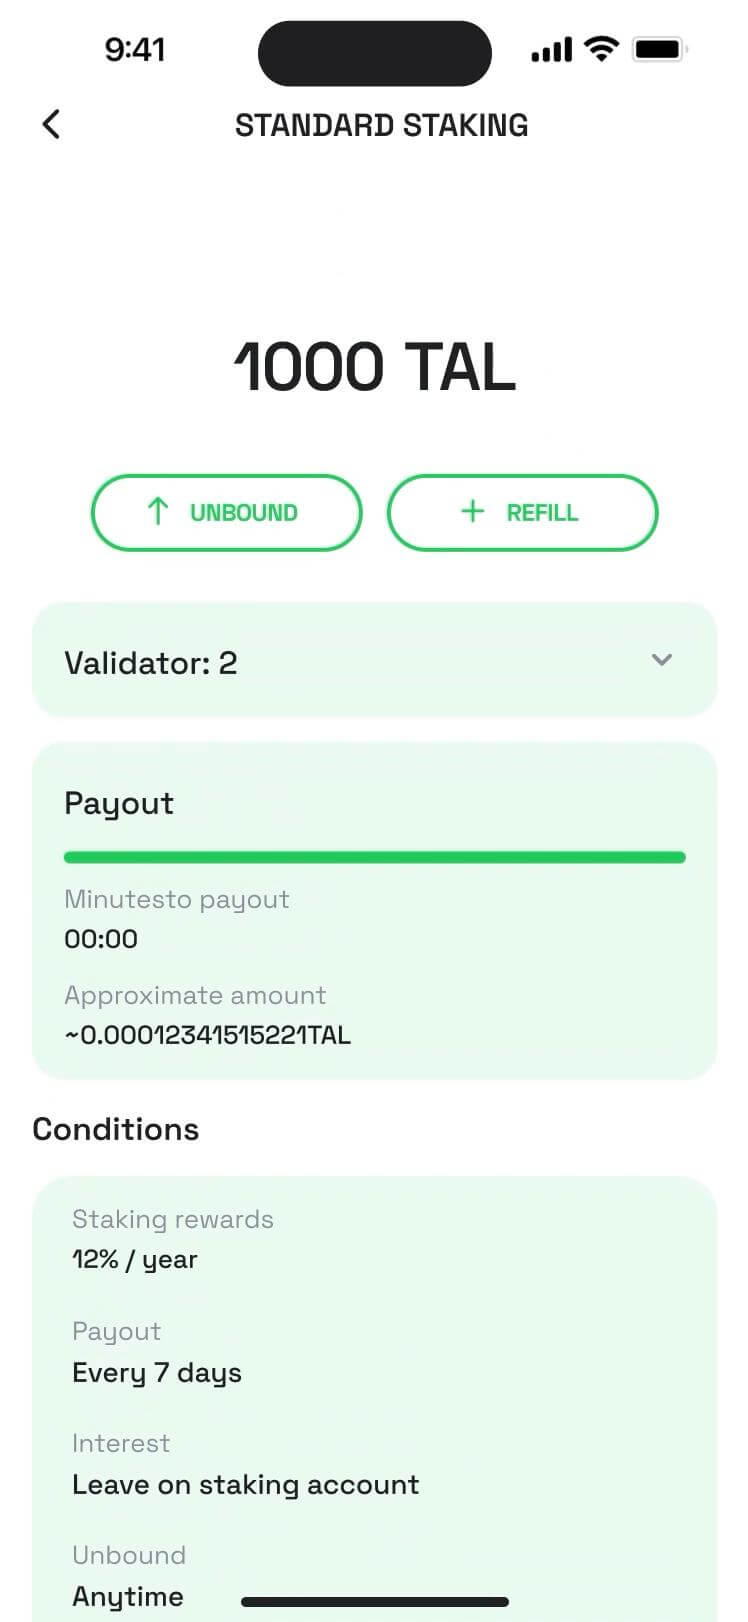 9:41
STANDARD STAKING
1000 TAL
UNBOUND
REFILL
Validator: 2
Payout
Minutesto payout
00:00
Approximate amount
~0.00012341515221TAL
Conditions
Staking rewards
12% / year
Payout
Every 7 days
Interest
Leave on staking account
Unbound
Anytime